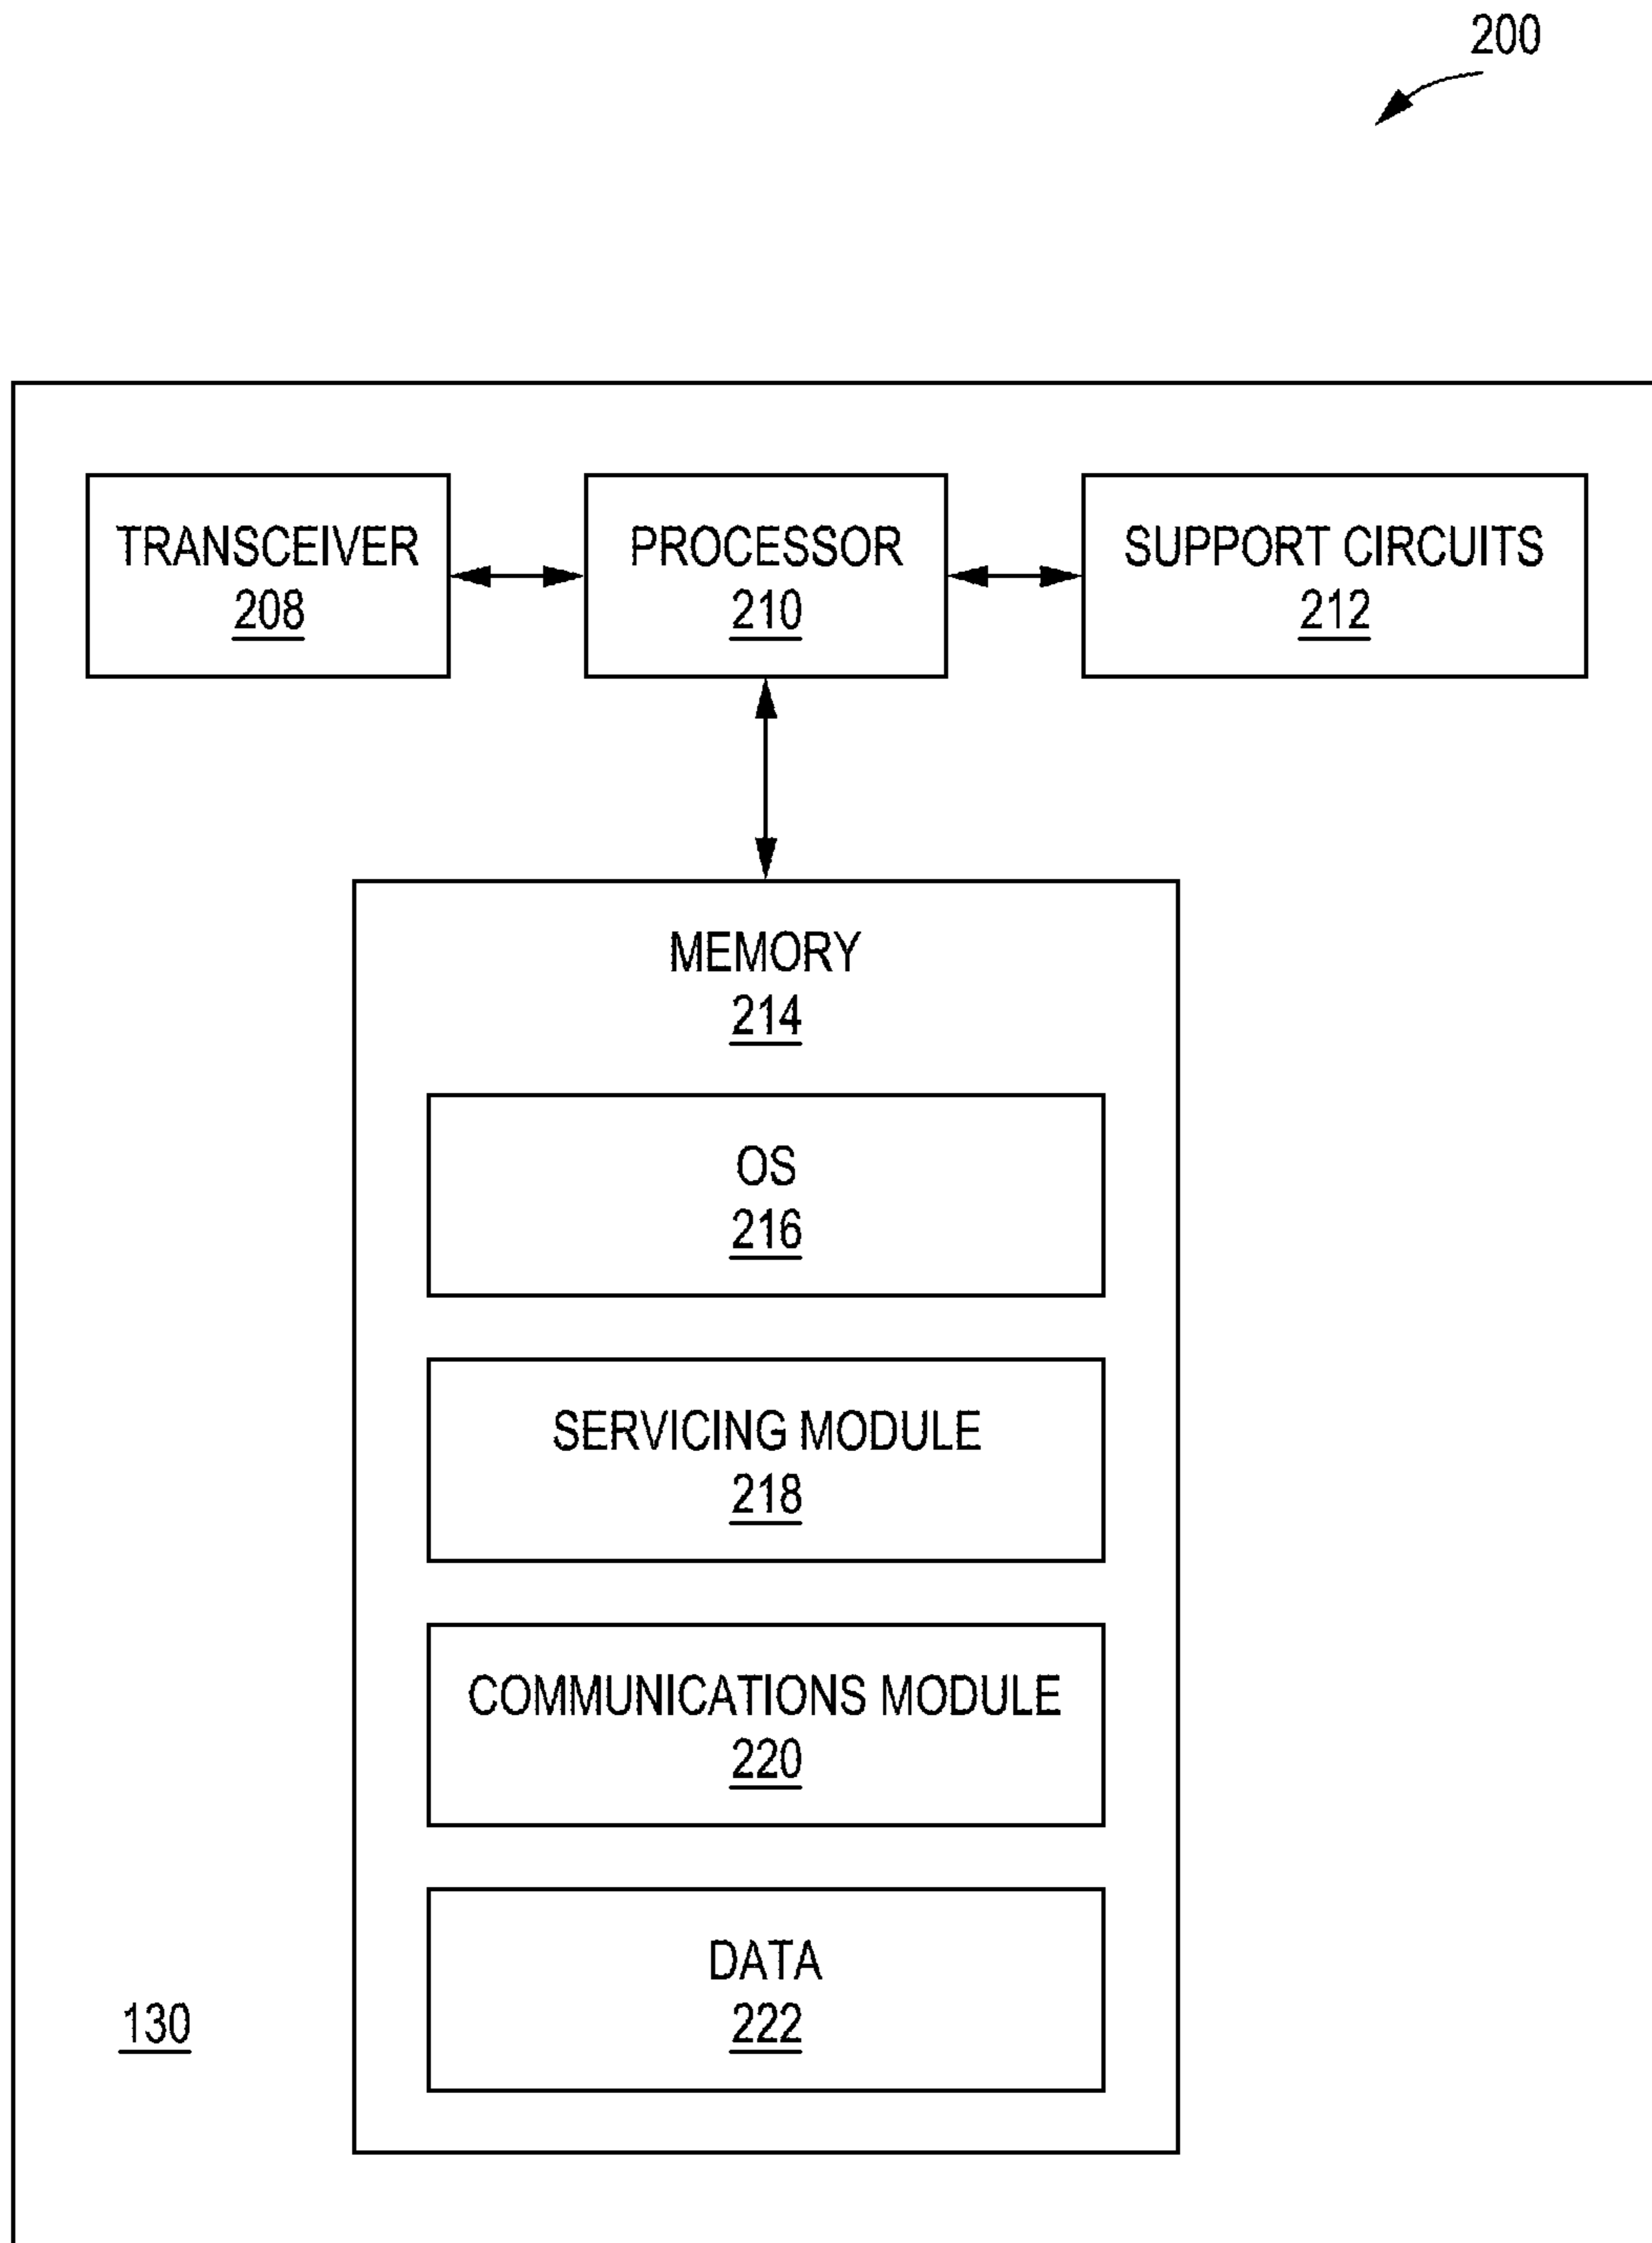 200
TRANSCEIVER
208
PROCESSOR
210
SUPPORT CIRCUITS
212
MEMORY
214
OS
216
SERVICING MODULE
218
COMMUNICATIONS MODULE
220
DATA
222
130